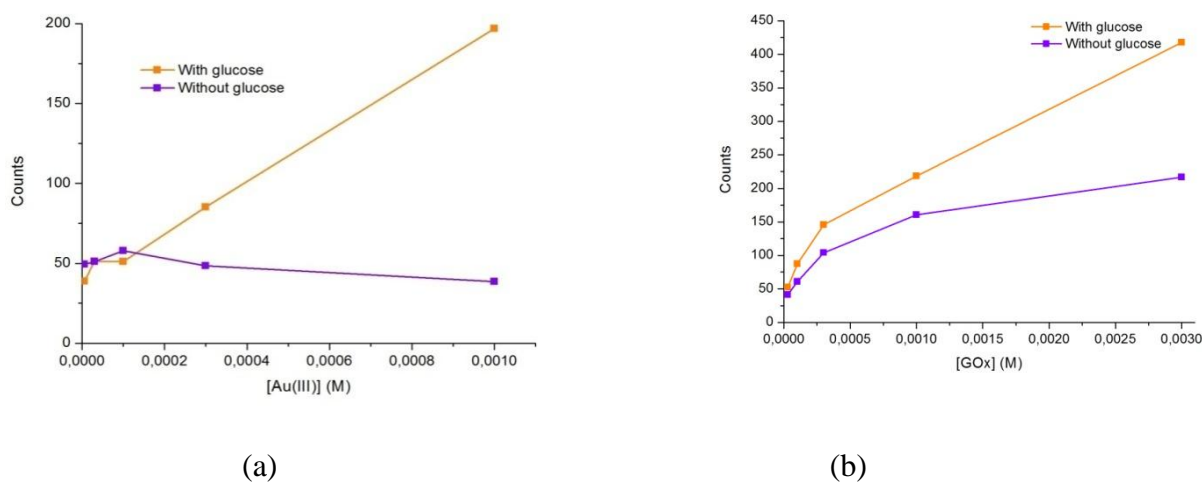 200
150
100
50
0
Counts
With glucose
Without glucose
0,0000 0,0002 0,0004 0,0006 0,0008 0,0010
[Au(III)] (M)
(a)
450
400
350
300
250
200
150
100
50
0
Counts
With glucose
Without glucose
0,0000 0,0005 0,0010 0,0015 0,0020 0,0025 0,0030
[GOx] (M)
(b)